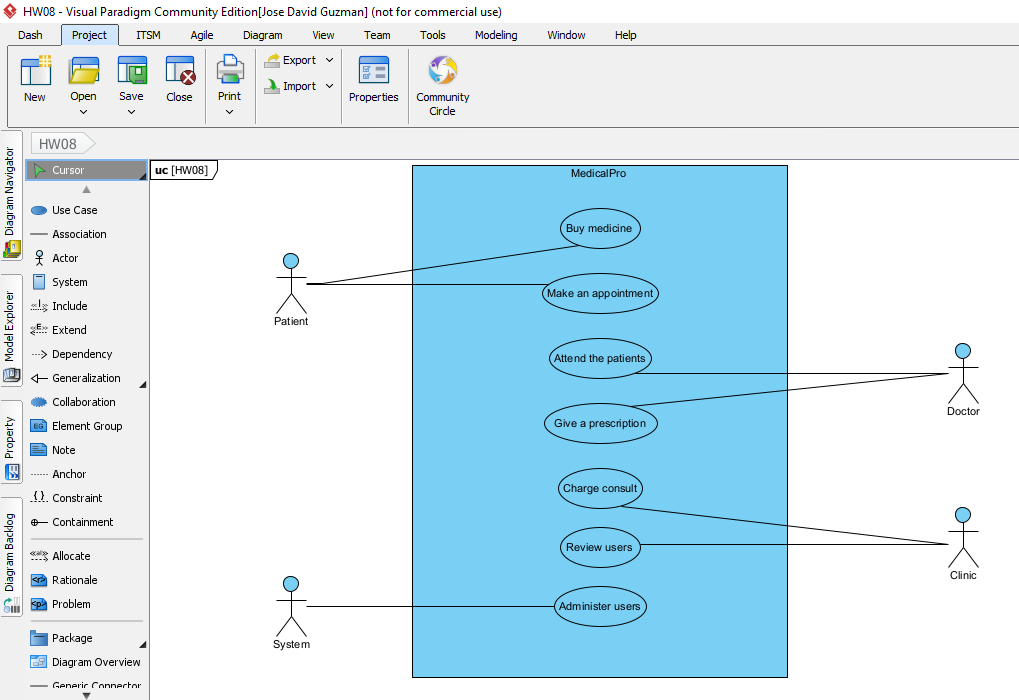 HW08 - Visual Paradigm Community Edition[Jose David Guzman] (not for commercial use)
Dash Project ITSM Agile Diagram View Team Tools Modeling Window Help
New Open Save Close Print Export Import Properties Community Circle
HW08
Diagram Navigator
Model Explorer
Property
Diagram Backlog
Cursor
Use Case
Association
Actor
System
Include
Extend
Dependency
Generalization
Collaboration
EG Element Group
Note
Anchor
Constraint
Containment
Allocate
Rationale
Problem
Package
Diagram Overview
Generic Connector
uc [HW08]
MedicalPro
Buy medicine
Make an appointment
Attend the patients
Give a prescription
Charge consult
Review users
Administer users
Patient
System
Doctor
Clinic